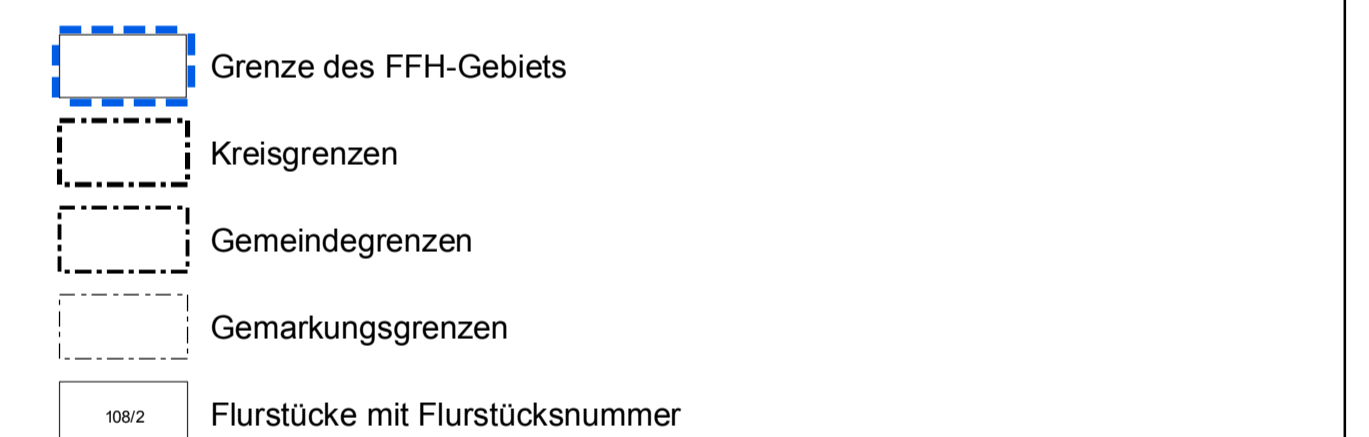 Grenze des FFH-Gebiets
Kreisgrenzen
Gemeindegrenzen
Gemarkungsgrenzen
108/2 Flurstücke mit Flurstücksnummer